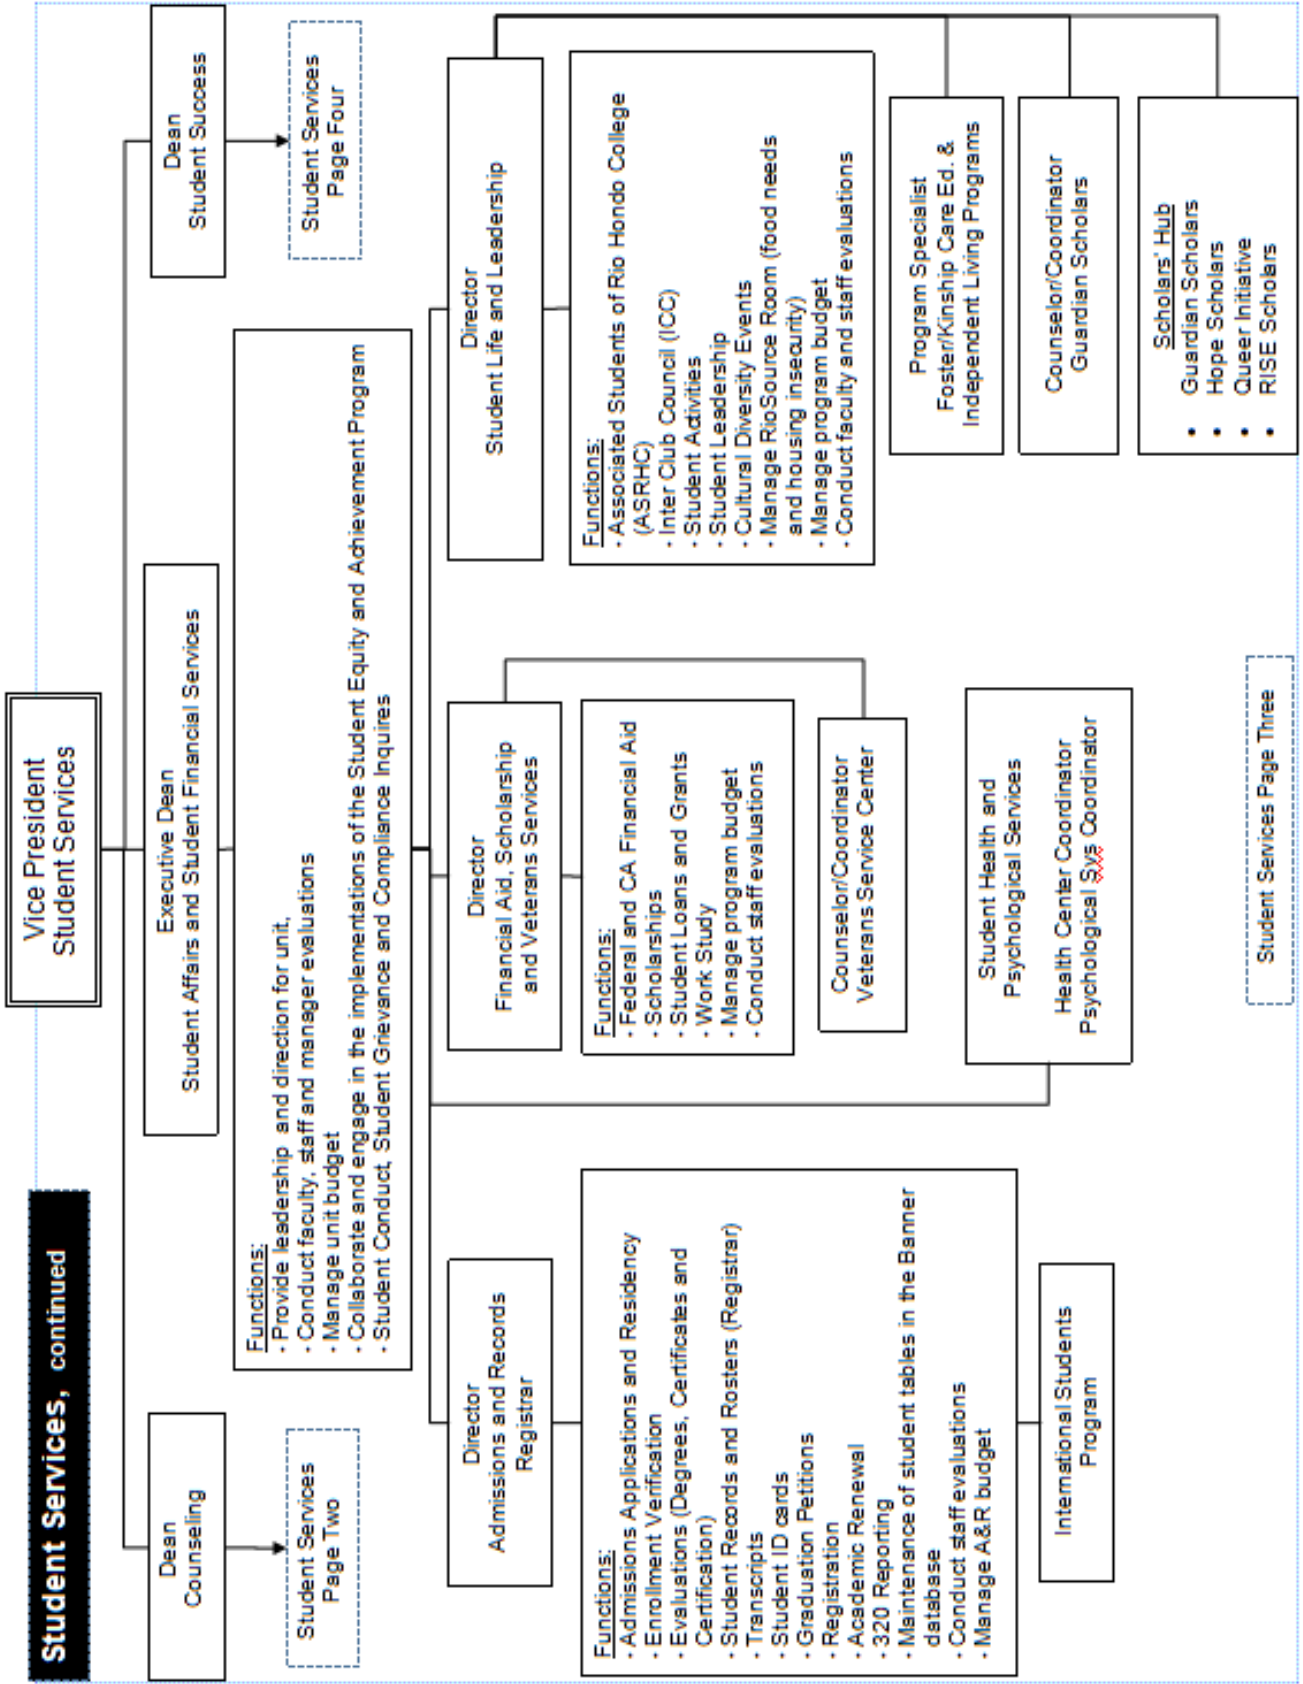 Student Services, continued
Vice President
Student Services
Dean
Counseling
Student Services
Page Two
Executive Dean
Student Affairs and Student Financial Services
Dean
Student Success
Student Services
Page Four
Functions:
- Provide leadership and direction for unit,
- Conduct faculty, staff and manager evaluations
- Manage unit budget
- Collaborate and engage in the implementations of the Student Equity and Achievement Program
- Student Conduct, Student Grievance and Compliance Inquires
Director
Admissions and Records
Registrar
Functions:
- Admissions Applications and Residency
- Enrollment Verification
- Evaluations (Degrees, Certificates and
Certification)
- Student Records and Rosters (Registrar)
- Transcripts
- Student ID cards
- Graduation Petitions
- Registration
- Academic Renewal
- 320 Reporting
- Maintenance of student tables in the Banner
database
- Conduct staff evaluations
- Manage A&R budget
International Students
Program
Director
Financial Aid, Scholarship
and Veterans Services
Functions:
- Federal and CA Financial Aid
- Scholarships
- Student Loans and Grants
- Work Study
- Manage program budget
- Conduct staff evaluations
Counselor/Coordinator
Veterans Service Center
Student Health and
Psychological Services
Health Center Coordinator
Psychological Svs Coordinator
Director
Student Life and Leadership
Functions:
- Associated Students of Rio Hondo College
(ASRHC)
- Inter Club Council (ICC)
- Student Activities
- Student Leadership
- Cultural Diversity Events
- Manage RioSource Room (food needs
and housing insecurity)
- Manage program budget
- Conduct faculty and staff evaluations
Program Specialist
Foster/Kinship Care Ed. &
Independent Living Programs
Counselor/Coordinator
Guardian Scholars
Scholars' Hub
• Guardian Scholars
• Hope Scholars
• Queer Initiative
• RISE Scholars
Student Services Page Three